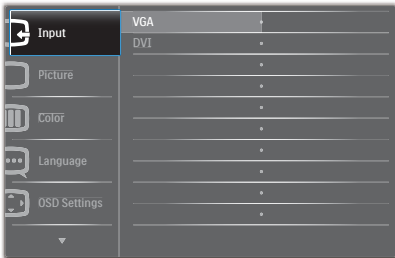 Input
VGA
DVI
Picture
Color
Language
OSD Settings